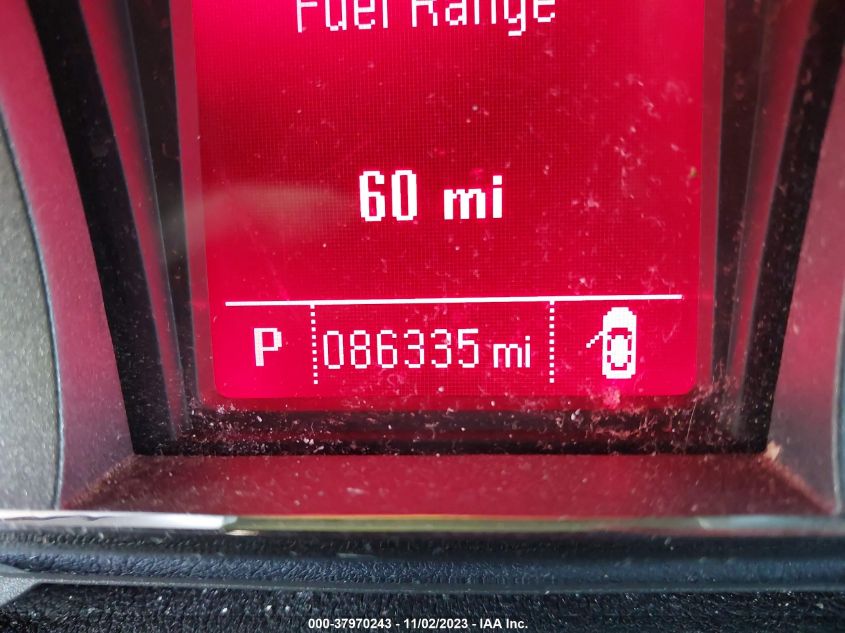 Fuel Range
60 mi
P 086335 mi
000-37970243 - 11/02/2023 - IAA Inc.